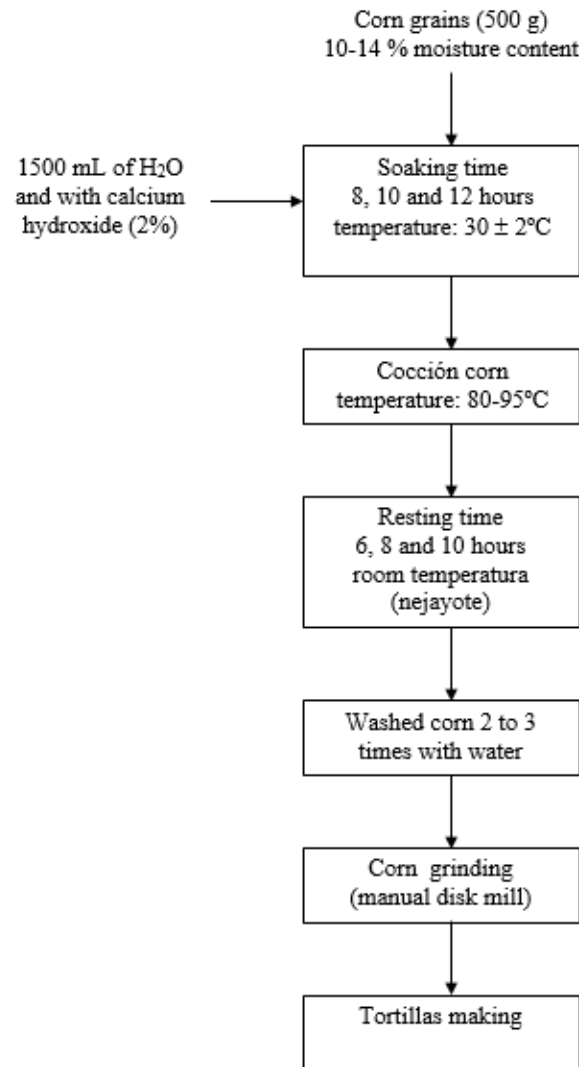 Corn grains (500 g)
10-14 % moisture content
1500 mL of H₂O
and with calcium
hydroxide (2%)
Soaking time
8, 10 and 12 hours
temperature: 30 ± 2ºC
Cocción corn
temperature: 80-95ºC
Resting time
6, 8 and 10 hours
room temperatura
(nejayote)
Washed corn 2 to 3
times with water
Corn grinding
(manual disk mill)
Tortillas making